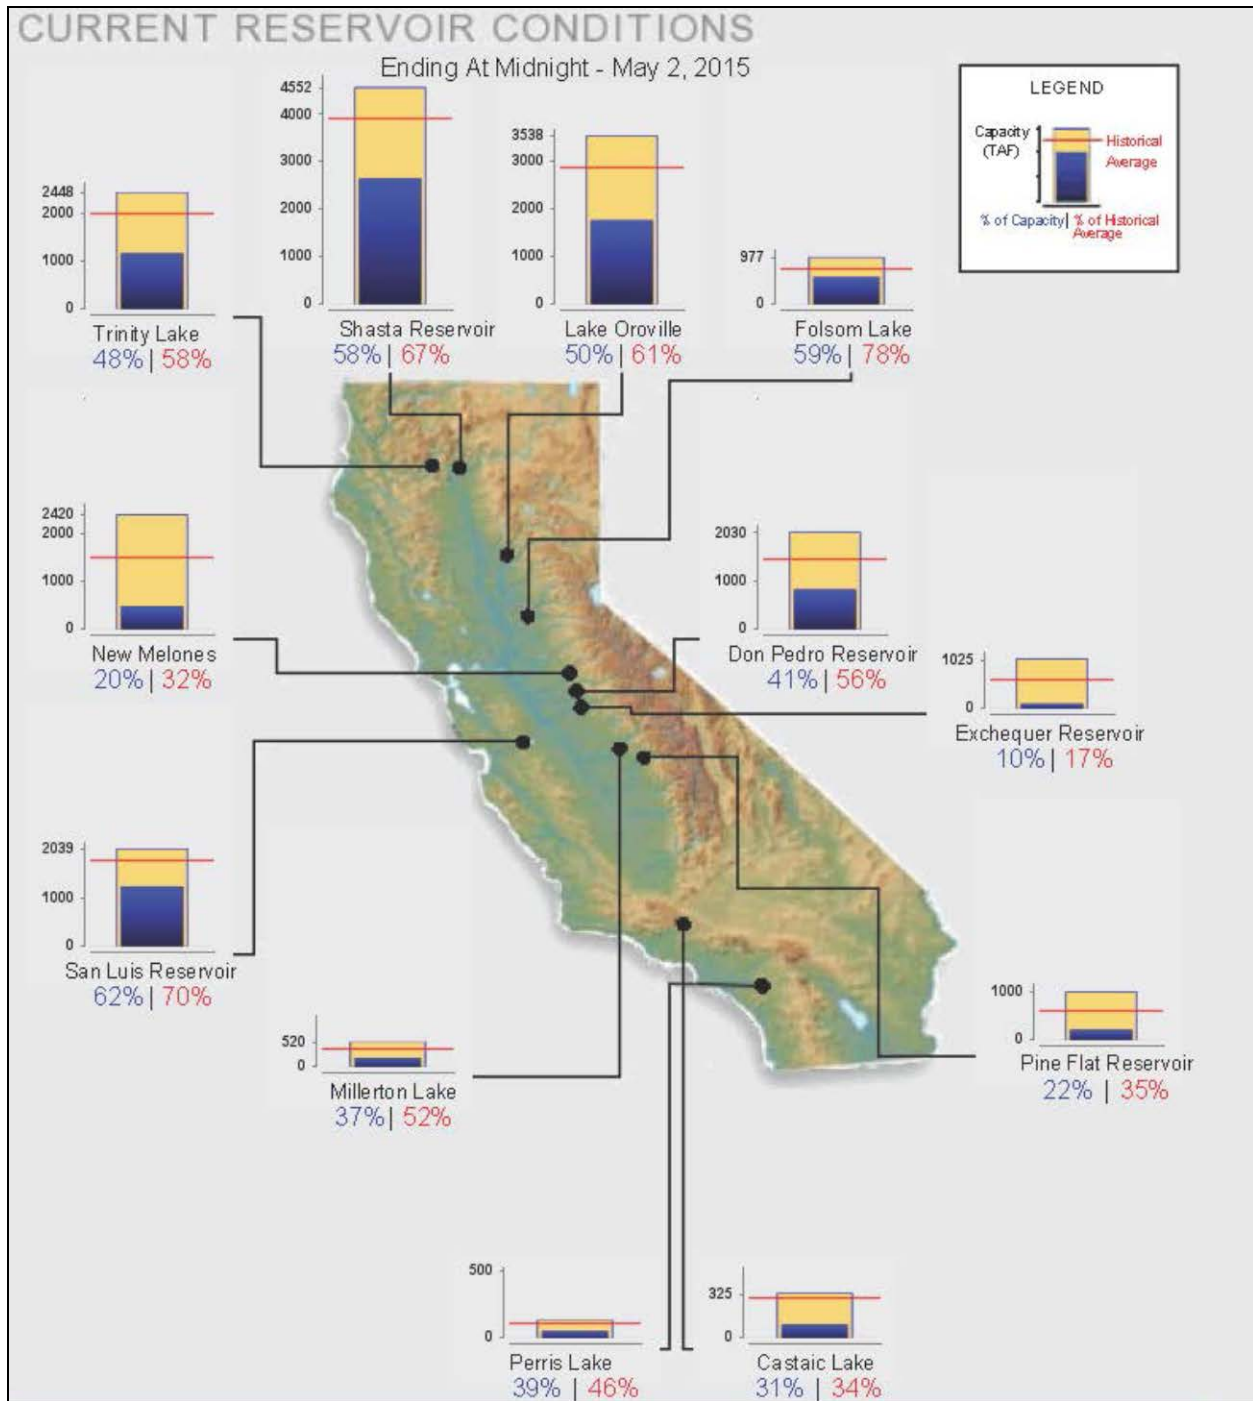 CURRENT RESERVOIR CONDITIONS
Ending At Midnight - May 2, 2015
LEGEND
Capacity
(TAF)
Historical
Average
% of Capacity | % of Historical
Average
4552
4000
3000
2000
1000
0
Shasta Reservoir
58% | 67%
3538
3000
2000
1000
0
Lake Oroville
50% | 61%
2448
2000
1000
0
Trinity Lake
48% | 58%
977
0
Folsom Lake
59% | 78%
2420
2000
1000
0
New Melones
20% | 32%
2030
1000
0
Don Pedro Reservoir
41% | 56%
1025
0
Exchequer Reservoir
10% | 17%
2039
1000
0
San Luis Reservoir
62% | 70%
520
0
Millerton Lake
37% | 52%
1000
0
Pine Flat Reservoir
22% | 35%
500
0
Perris Lake
39% | 46%
325
0
Castaic Lake
31% | 34%